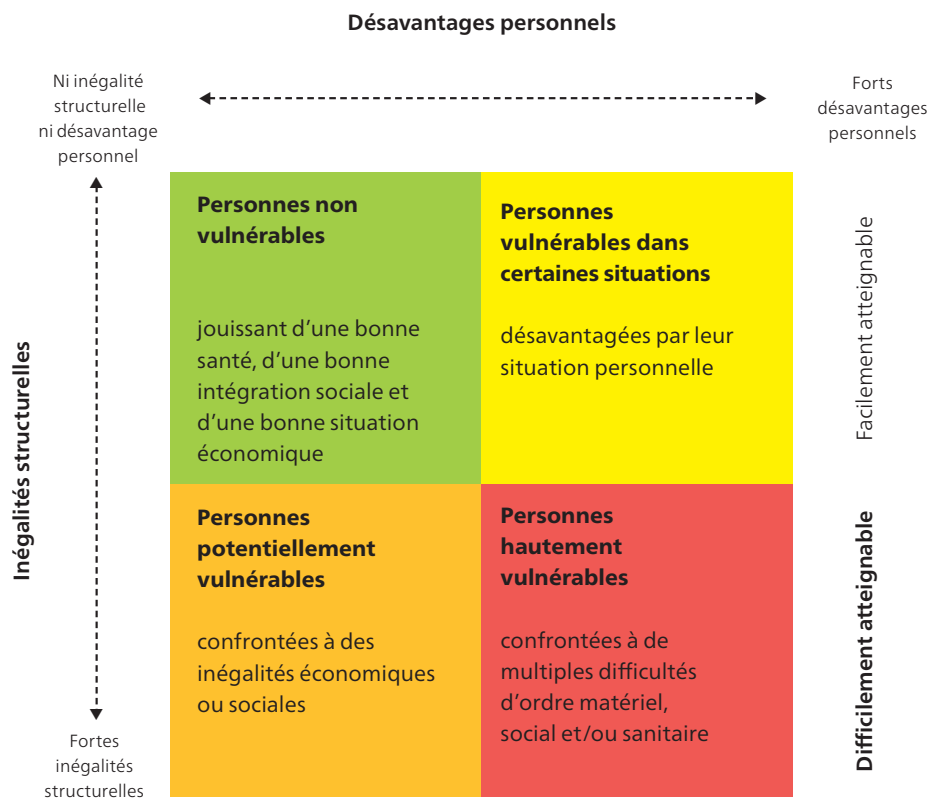 Désavantages personnels
Ni inégalité
structurelle
ni désavantage
personnel
Forts
désavantages
personnels
Inégalités structurelles
Personnes non
vulnérables
jouissant d’une bonne
santé, d’une bonne
intégration sociale et
d’une bonne situation
économique
Personnes
vulnérables dans
certaines situations
désavantagées par leur
situation personnelle
Facilement atteignable
Personnes
potentiellement
vulnérables
confrontées à des
inégalités économiques
ou sociales
Personnes
hautement
vulnérables
confrontées à de
multiples difficultés
d’ordre matériel,
social et/ou sanitaire
Difficilement atteignable
Fortes
inégalités
structurelles